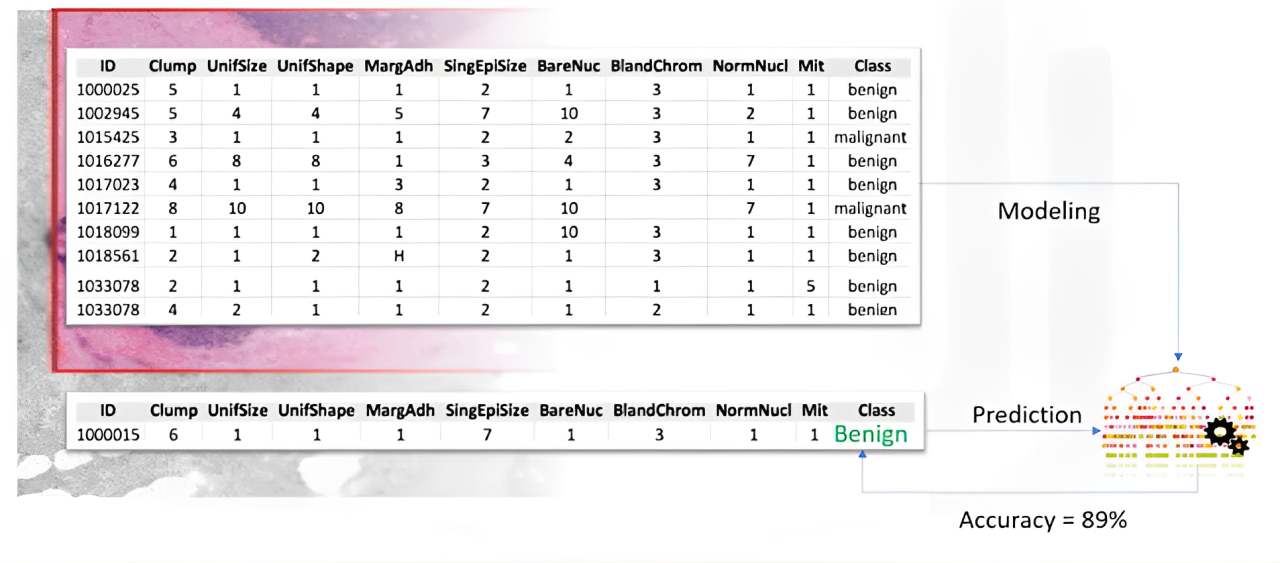 ID Clump UnifSize UnifShape MargAdh SingEpiSize BareNuc BlandChrom NormNucl Mit Class
1000025 5 1 1 1 2 1 3 1 1 benign
1002945 5 4 4 5 7 10 3 2 1 benign
1015425 3 1 1 1 2 2 3 1 1 malignant
1016277 6 8 8 1 3 4 3 7 1 benign
1017023 4 1 1 3 2 1 3 1 1 benign
1017122 8 10 10 8 7 10 7 1 malignant
1018099 1 1 1 1 2 10 3 1 1 benign
1018561 2 1 2 H 2 1 3 1 1 benign
1033078 2 1 1 1 2 1 1 1 5 benign
1033078 4 2 1 1 2 1 2 1 1 benign
Modeling
ID Clump UnifSize UnifShape MargAdh SingEpiSize BareNuc BlandChrom NormNucl Mit Class
1000015 6 1 1 1 7 1 3 1 1 Benign
Prediction
Accuracy = 89%